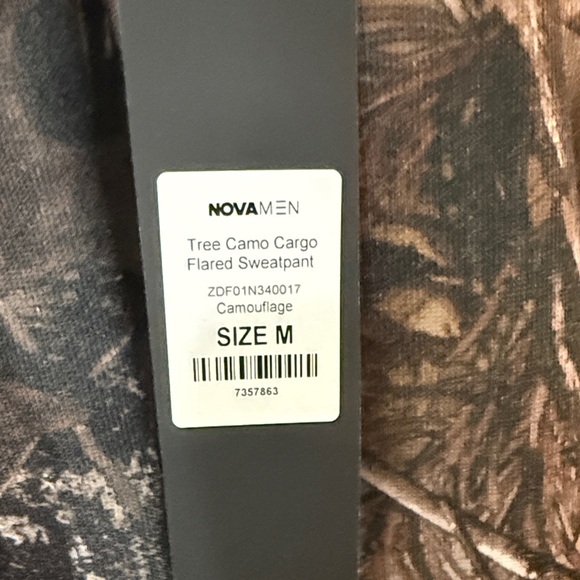 NOVAMEN
Tree Camo Cargo
Flared Sweatpant
ZDF01N340017
Camouflage
SIZE M
7357863